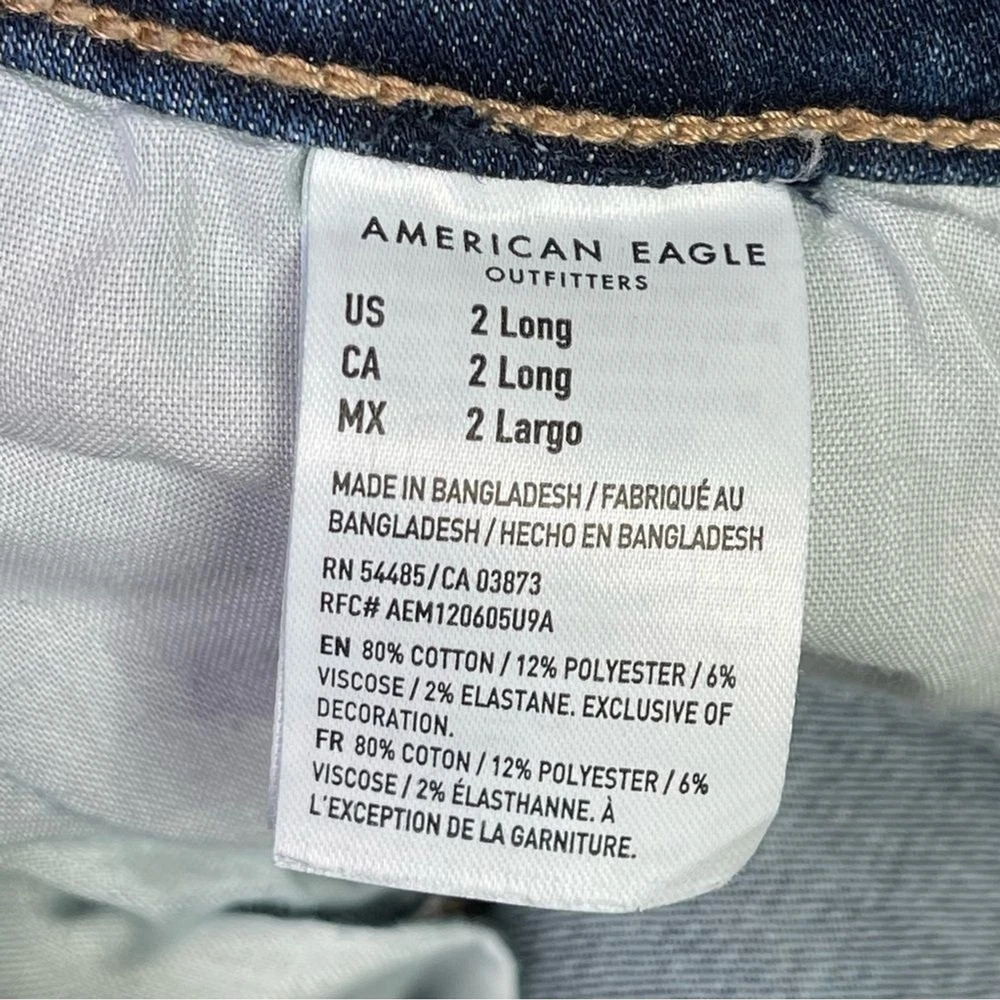 AMERICAN EAGLE
OUTFITTERS
US 2 Long
CA 2 Long
MX 2 Largo
MADE IN BANGLADESH / FABRIQUÉ AU
BANGLADESH / HECHO EN BANGLADESH
RN 54485/CA 03873
RFC# AEM120605U9A
EN 80% COTTON / 12% POLYESTER / 6%
VISCOSE / 2% ELASTANE. EXCLUSIVE OF
DECORATION.
FR 80% COTON / 12% POLYESTER / 6%
VISCOSE / 2% ÉLASTHANNE. À
L'EXCEPTION DE LA GARNITURE.